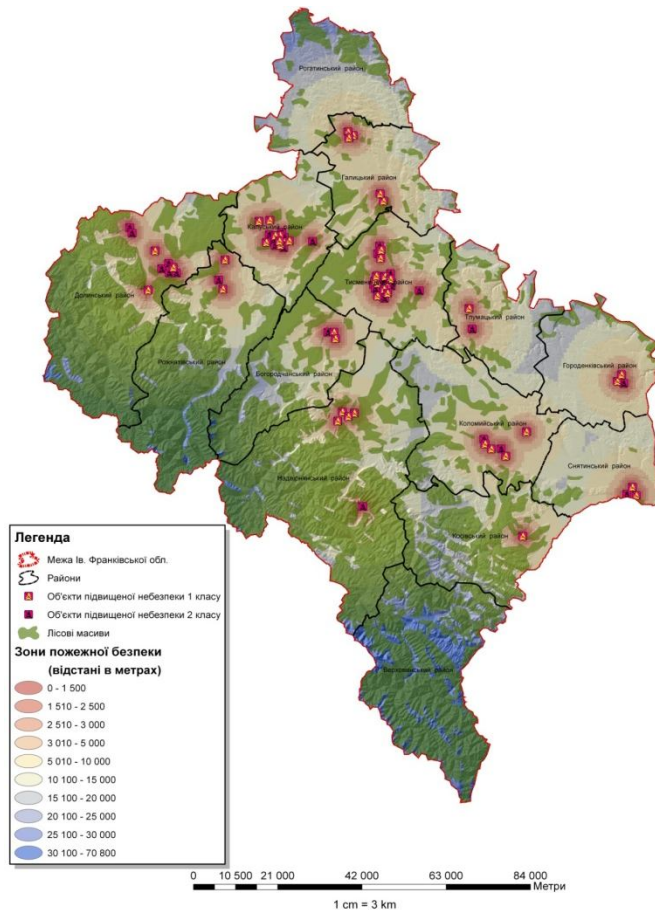 Рогатинський район
Галицький район
Калуський район
Тисменицький район
Долинський район
Тлумацький район
Рожнятівський район
Городенківський район
Богородчанський район
Коломийський район
Снятинський район
Надвірнянський район
Косівський район
Верховинський район
Легенда
Межа Ів. Франківської обл.
Райони
Об'єкти підвищеної небезпеки 1 класу
Об'єкти підвищеної небезпеки 2 класу
Лісові масиви
Зони пожежної безпеки
(відстані в метрах)
0 - 1 500
1 510 - 2 500
2 510 - 3 000
3 010 - 5 000
5 010 - 10 000
10 100 - 15 000
15 100 - 20 000
20 100 - 25 000
25 100 - 30 000
30 100 - 70 800
0 10 500 21 000 42 000 63 000 84 000
Метри
1 cm = 3 km